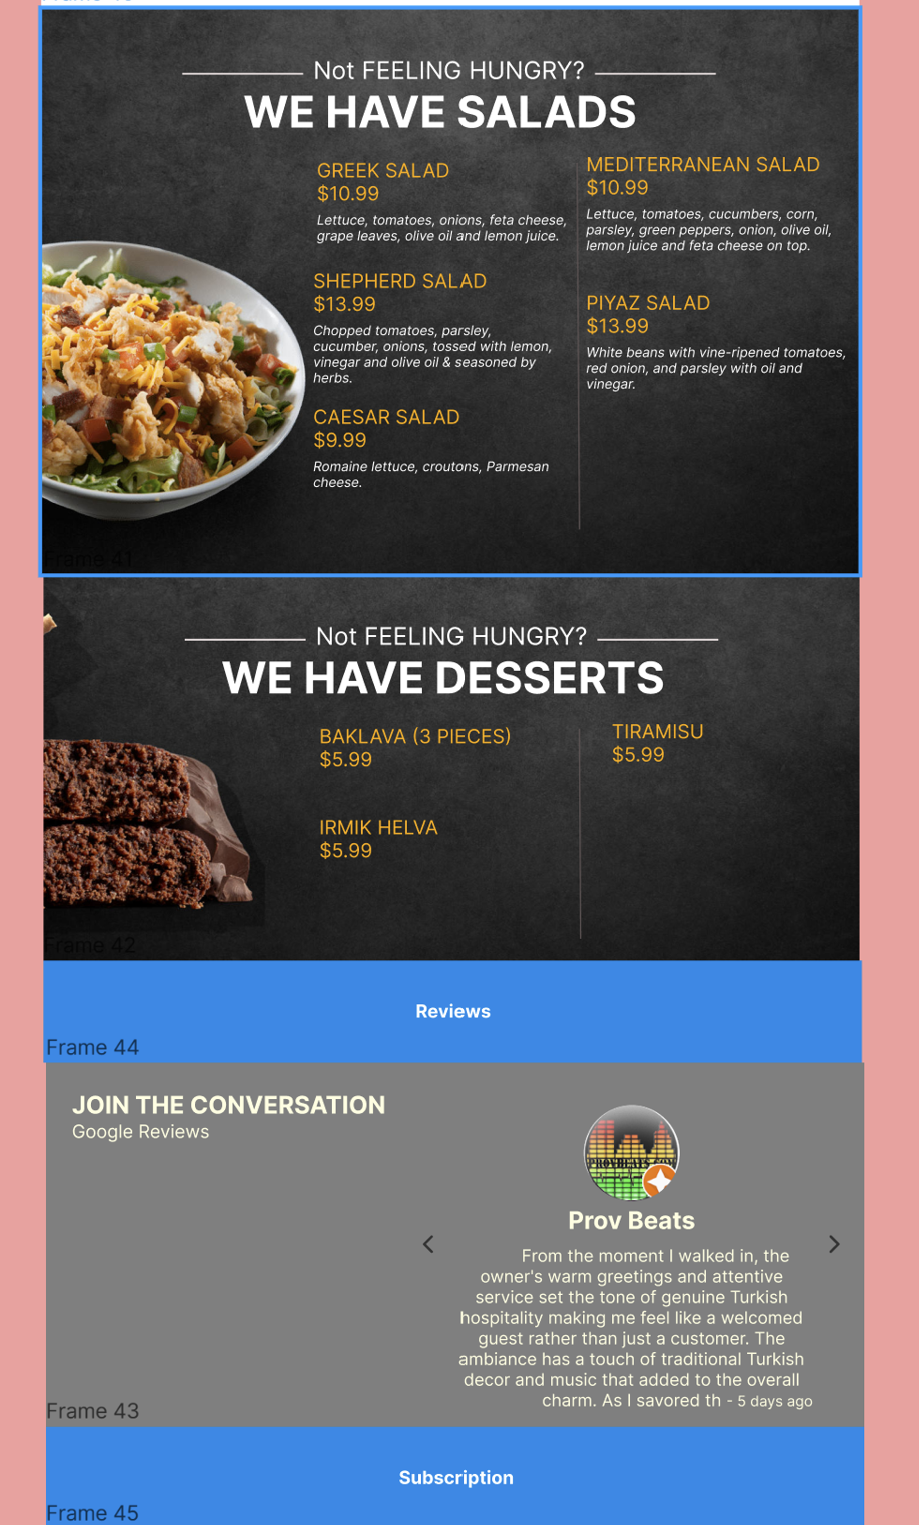 Not FEELING HUNGRY?
WE HAVE SALADS
GREEK SALAD
$10.99
Lettuce, tomatoes, onions, feta cheese,
grape leaves, olive oil and lemon juice.
SHEPHERD SALAD
$13.99
Chopped tomatoes, parsley,
cucumber, onions, tossed with lemon,
vinegar and olive oil & seasoned by
herbs.
CAESAR SALAD
$9.99
Romaine lettuce, croutons, Parmesan
cheese.
MEDITERRANEAN SALAD
$10.99
Lettuce, tomatoes, cucumbers, corn,
parsley, green peppers, onion, olive oil,
lemon juice and feta cheese on top.
PIYAZ SALAD
$13.99
White beans with vine-ripened tomatoes,
red onion, and parsley with oil and
vinegar.
Frame 41
Not FEELING HUNGRY?
WE HAVE DESSERTS
BAKLAVA (3 PIECES)
$5.99
IRMIK HELVA
$5.99
TIRAMISU
$5.99
Frame 42
Reviews
Frame 44
JOIN THE CONVERSATION
Google Reviews
Prov Beats
From the moment I walked in, the
owner's warm greetings and attentive
service set the tone of genuine Turkish
hospitality making me feel like a welcomed
guest rather than just a customer. The
ambiance has a touch of traditional Turkish
decor and music that added to the overall
charm. As I savored th - 5 days ago
Frame 43
Subscription
Frame 45